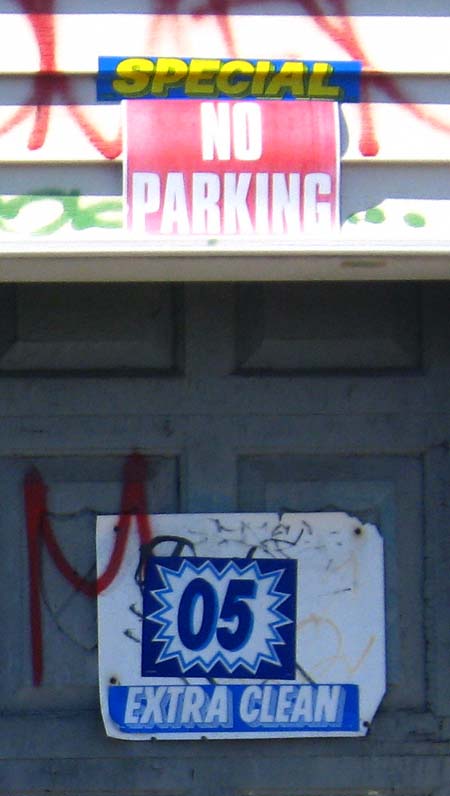 SPECIAL
NO
PARKING
05
EXTRA CLEAN